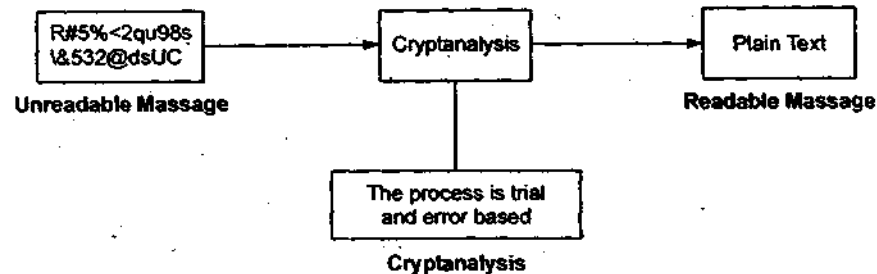 R#5%<2qu98s
\&532@dsUC
Unreadable Massage
Cryptanalysis
Plain Text
Readable Massage
The process is trial
and error based
Cryptanalysis